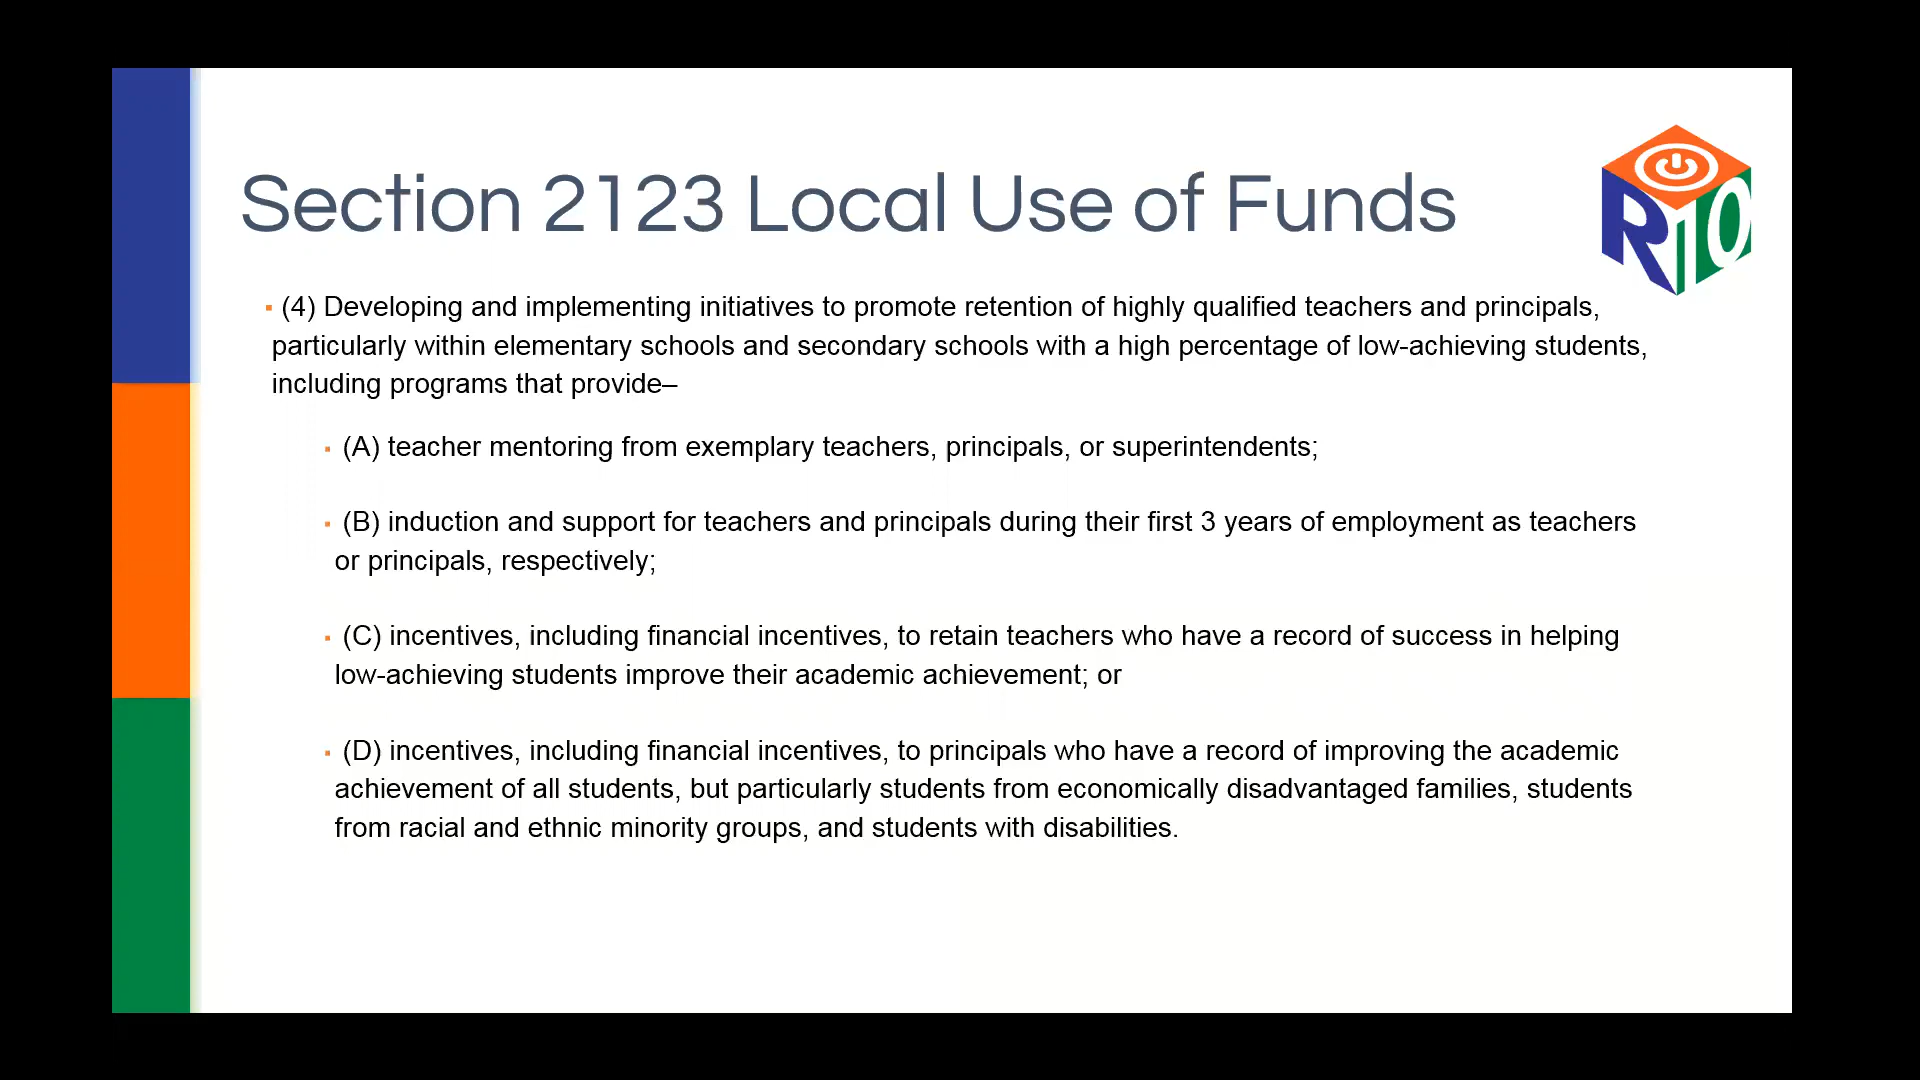 Section 2123 Local Use of Funds
R10
(4) Developing and implementing initiatives to promote retention of highly qualified teachers and principals,
particularly within elementary schools and secondary schools with a high percentage of low-achieving students,
including programs that provide–
(A) teacher mentoring from exemplary teachers, principals, or superintendents;
(B) induction and support for teachers and principals during their first 3 years of employment as teachers
or principals, respectively;
(C) incentives, including financial incentives, to retain teachers who have a record of success in helping
low-achieving students improve their academic achievement; or
(D) incentives, including financial incentives, to principals who have a record of improving the academic
achievement of all students, but particularly students from economically disadvantaged families, students
from racial and ethnic minority groups, and students with disabilities.